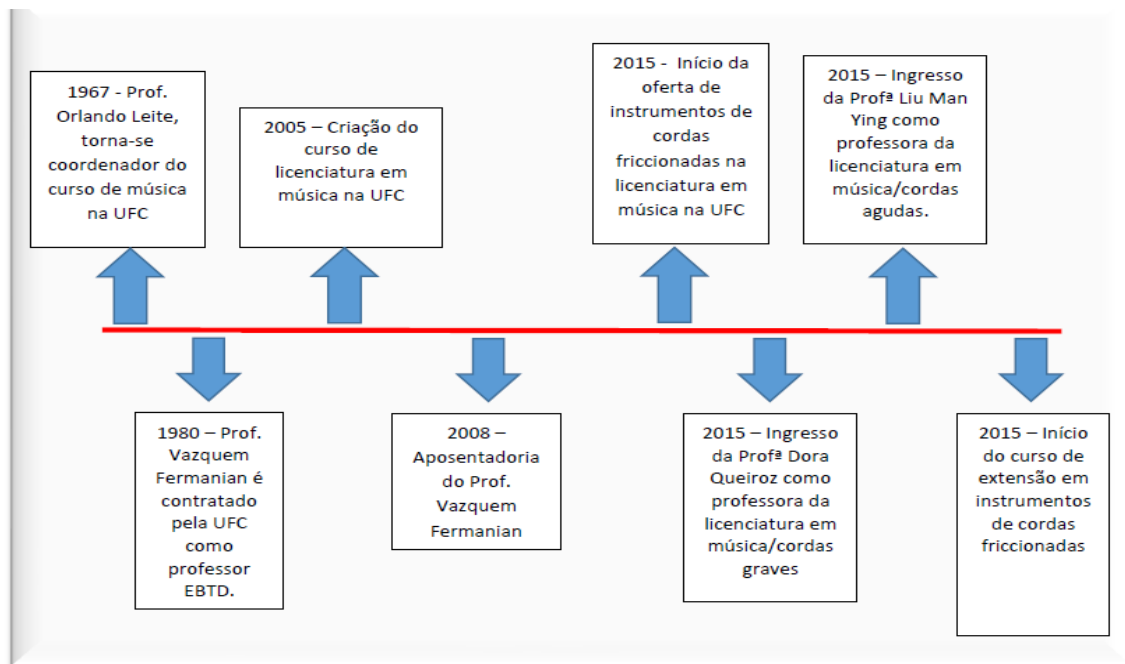 1967 - Prof.
Orlando Leite,
torna-se
coordenador do
curso de música
na UFC
2005 – Criação do
curso de
licenciatura em
música na UFC
2015 - Início da
oferta de
instrumentos de
cordas
friccionadas na
licenciatura em
música na UFC
2015 – Ingresso
da Profª Liu Man
Ying como
professora da
licenciatura em
música/cordas
agudas.
1980 – Prof.
Vazquem
Fermanian é
contratado
pela UFC
como
professor
EBTD.
2008 –
Aposentadoria
do Prof.
Vazquem
Fermanian
2015 – Ingresso
da Profª Dora
Queiroz como
professora da
licenciatura em
música/cordas
graves
2015 – Início
do curso de
extensão em
instrumentos
de cordas
friccionadas